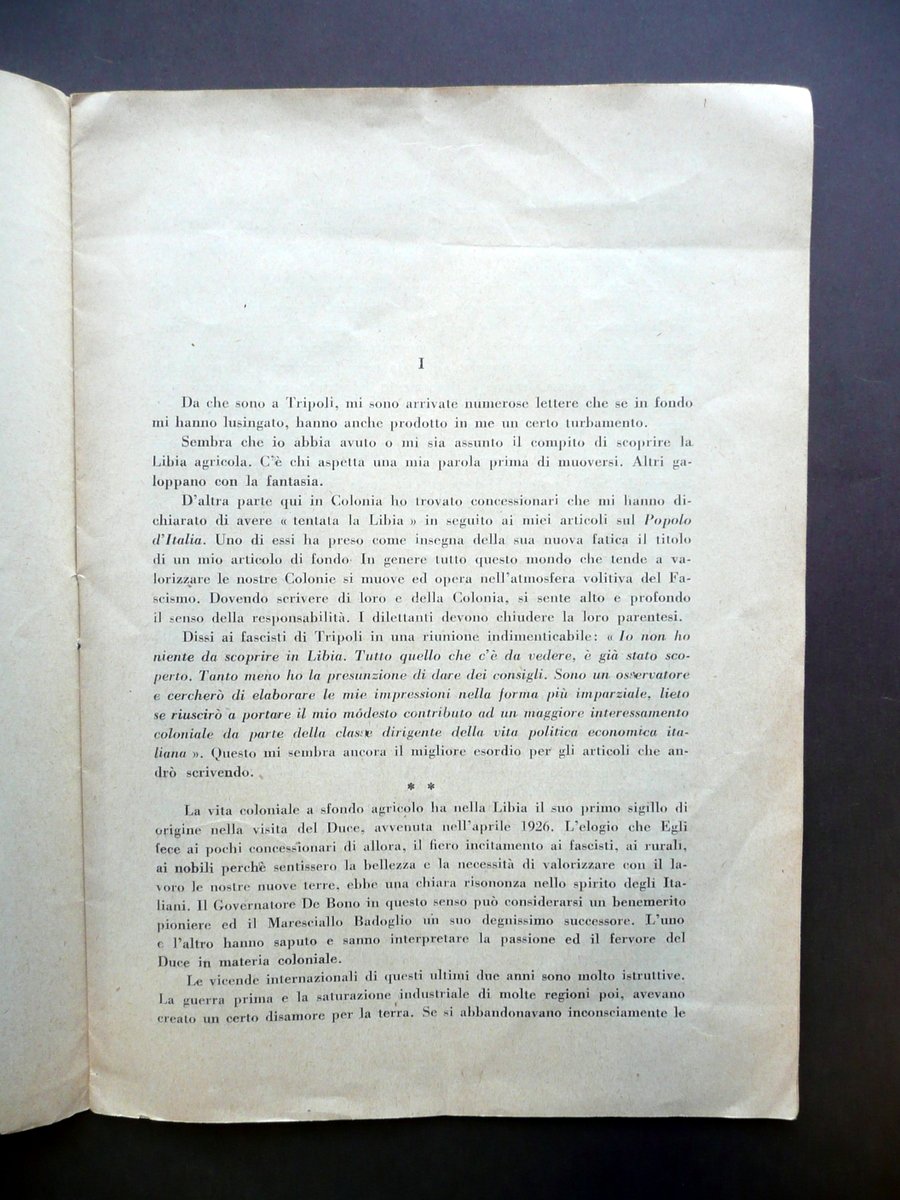 I
Da che sono a Tripoli, mi sono arrivate numerose lettere che se in fondo
mi hanno lusingato, hanno anche prodotto in me un certo turbamento.
Sembra che io abbia avuto o mi sia assunto il compito di scoprire la
Libia agricola. C'è chi aspetta una mia parola prima di muoversi. Altri ga-
loppano con la fantasia.
D'altra parte qui in Colonia ho trovato concessionari che mi hanno di-
chiarato di avere « tentata la Libia » in seguito ai miei articoli sul Popolo
d'Italia. Uno di essi ha preso come insegna della sua nuova fatica il titolo
di un mio articolo di fondo. In genere tutto questo mondo che tende a va-
lorizzare le nostre Colonie si muove ed opera nell'atmosfera volitiva del Fa-
scismo. Dovendo scrivere di loro e della Colonia, si sente alto e profondo
il senso della responsabilità. I dilettanti devono chiudere la loro parentesi.
Dissi ai fascisti di Tripoli in una riunione indimenticabile: « Io non ho
niente da scoprire in Libia. Tutto quello che c'è da vedere, è già stato sco-
perto. Tanto meno ho la presunzione di dare dei consigli. Sono un osservatore
e cercherò di elaborare le mie impressioni nella forma più imparziale, lieto
se riuscirò a portare il mio módesto contributo ad un maggiore interessamento
coloniale da parte della classe dirigente della vita politica economica ita-
liana ». Questo mi sembra ancora il migliore esordio per gli articoli che an-
drò scrivendo.
* *
La vita coloniale a sfondo agricolo ha nella Libia il suo primo sigillo di
origine nella visita del Duce, avvenuta nell'aprile 1926. L'elogio che Egli
fece ai pochi concessionari di allora, il fiero incitamento ai fascisti, ai rurali,
ai nobili perchè sentissero la bellezza e la necessità di valorizzare con il la-
voro le nostre nuove terre, ebbe una chiara risononza nello spirito degli Ita-
liani. Il Governatore De Bono in questo senso può considerarsi un benemerito
pioniere ed il Maresciallo Badoglio un suo degnissimo successore. L'uno
e l'altro hanno saputo e sanno interpretare la passione ed il fervore del
Duce in materia coloniale.
Le vicende internazionali di questi ultimi due anni sono molto istruttive.
La guerra prima e la saturazione industriale di molte regioni poi, avevano
creato un certo disamore per la terra. Se si abbandonavano inconsciamente le